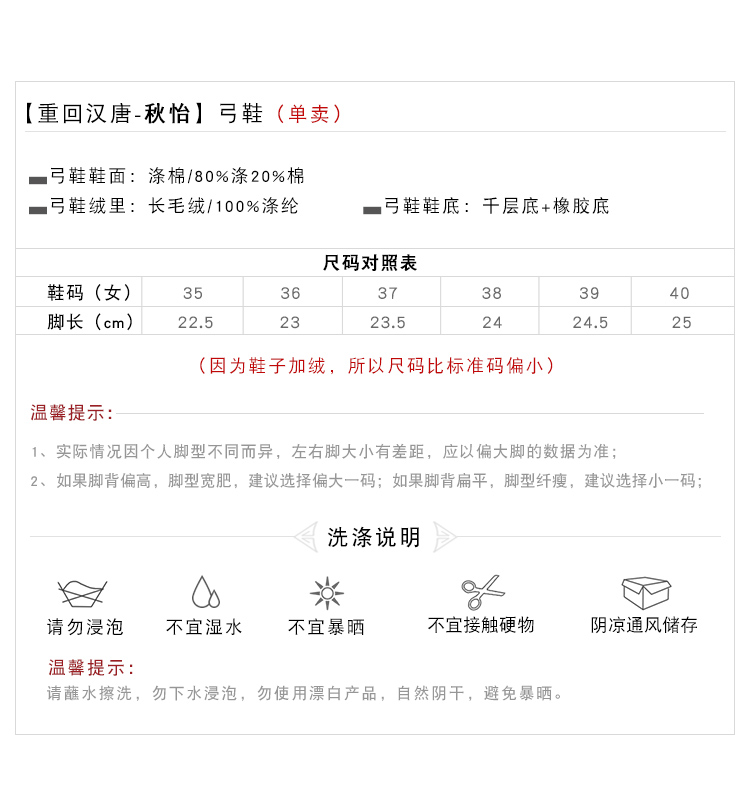 【重回汉唐-秋怡】弓鞋（单卖）
弓鞋鞋面：涤棉/80%涤20%棉
弓鞋绒里：长毛绒/100%涤纶 弓鞋鞋底：千层底+橡胶底
尺码对照表
鞋码（女） 35 36 37 38 39 40
脚长（cm） 22.5 23 23.5 24 24.5 25
（因为鞋子加绒，所以尺码比标准码偏小）
温馨提示：
1、实际情况因个人脚型不同而异，左右脚大小有差距，应以偏大脚的数据为准；
2、如果脚背偏高，脚型宽肥，建议选择偏大一码；如果脚背扁平，脚型纤瘦，建议选择小一码；
洗涤说明
请勿浸泡 不宜湿水 不宜暴晒 不宜接触硬物 阴凉通风储存
温馨提示：
请蘸水擦洗，勿下水浸泡，勿使用漂白产品，自然阴干，避免暴晒。